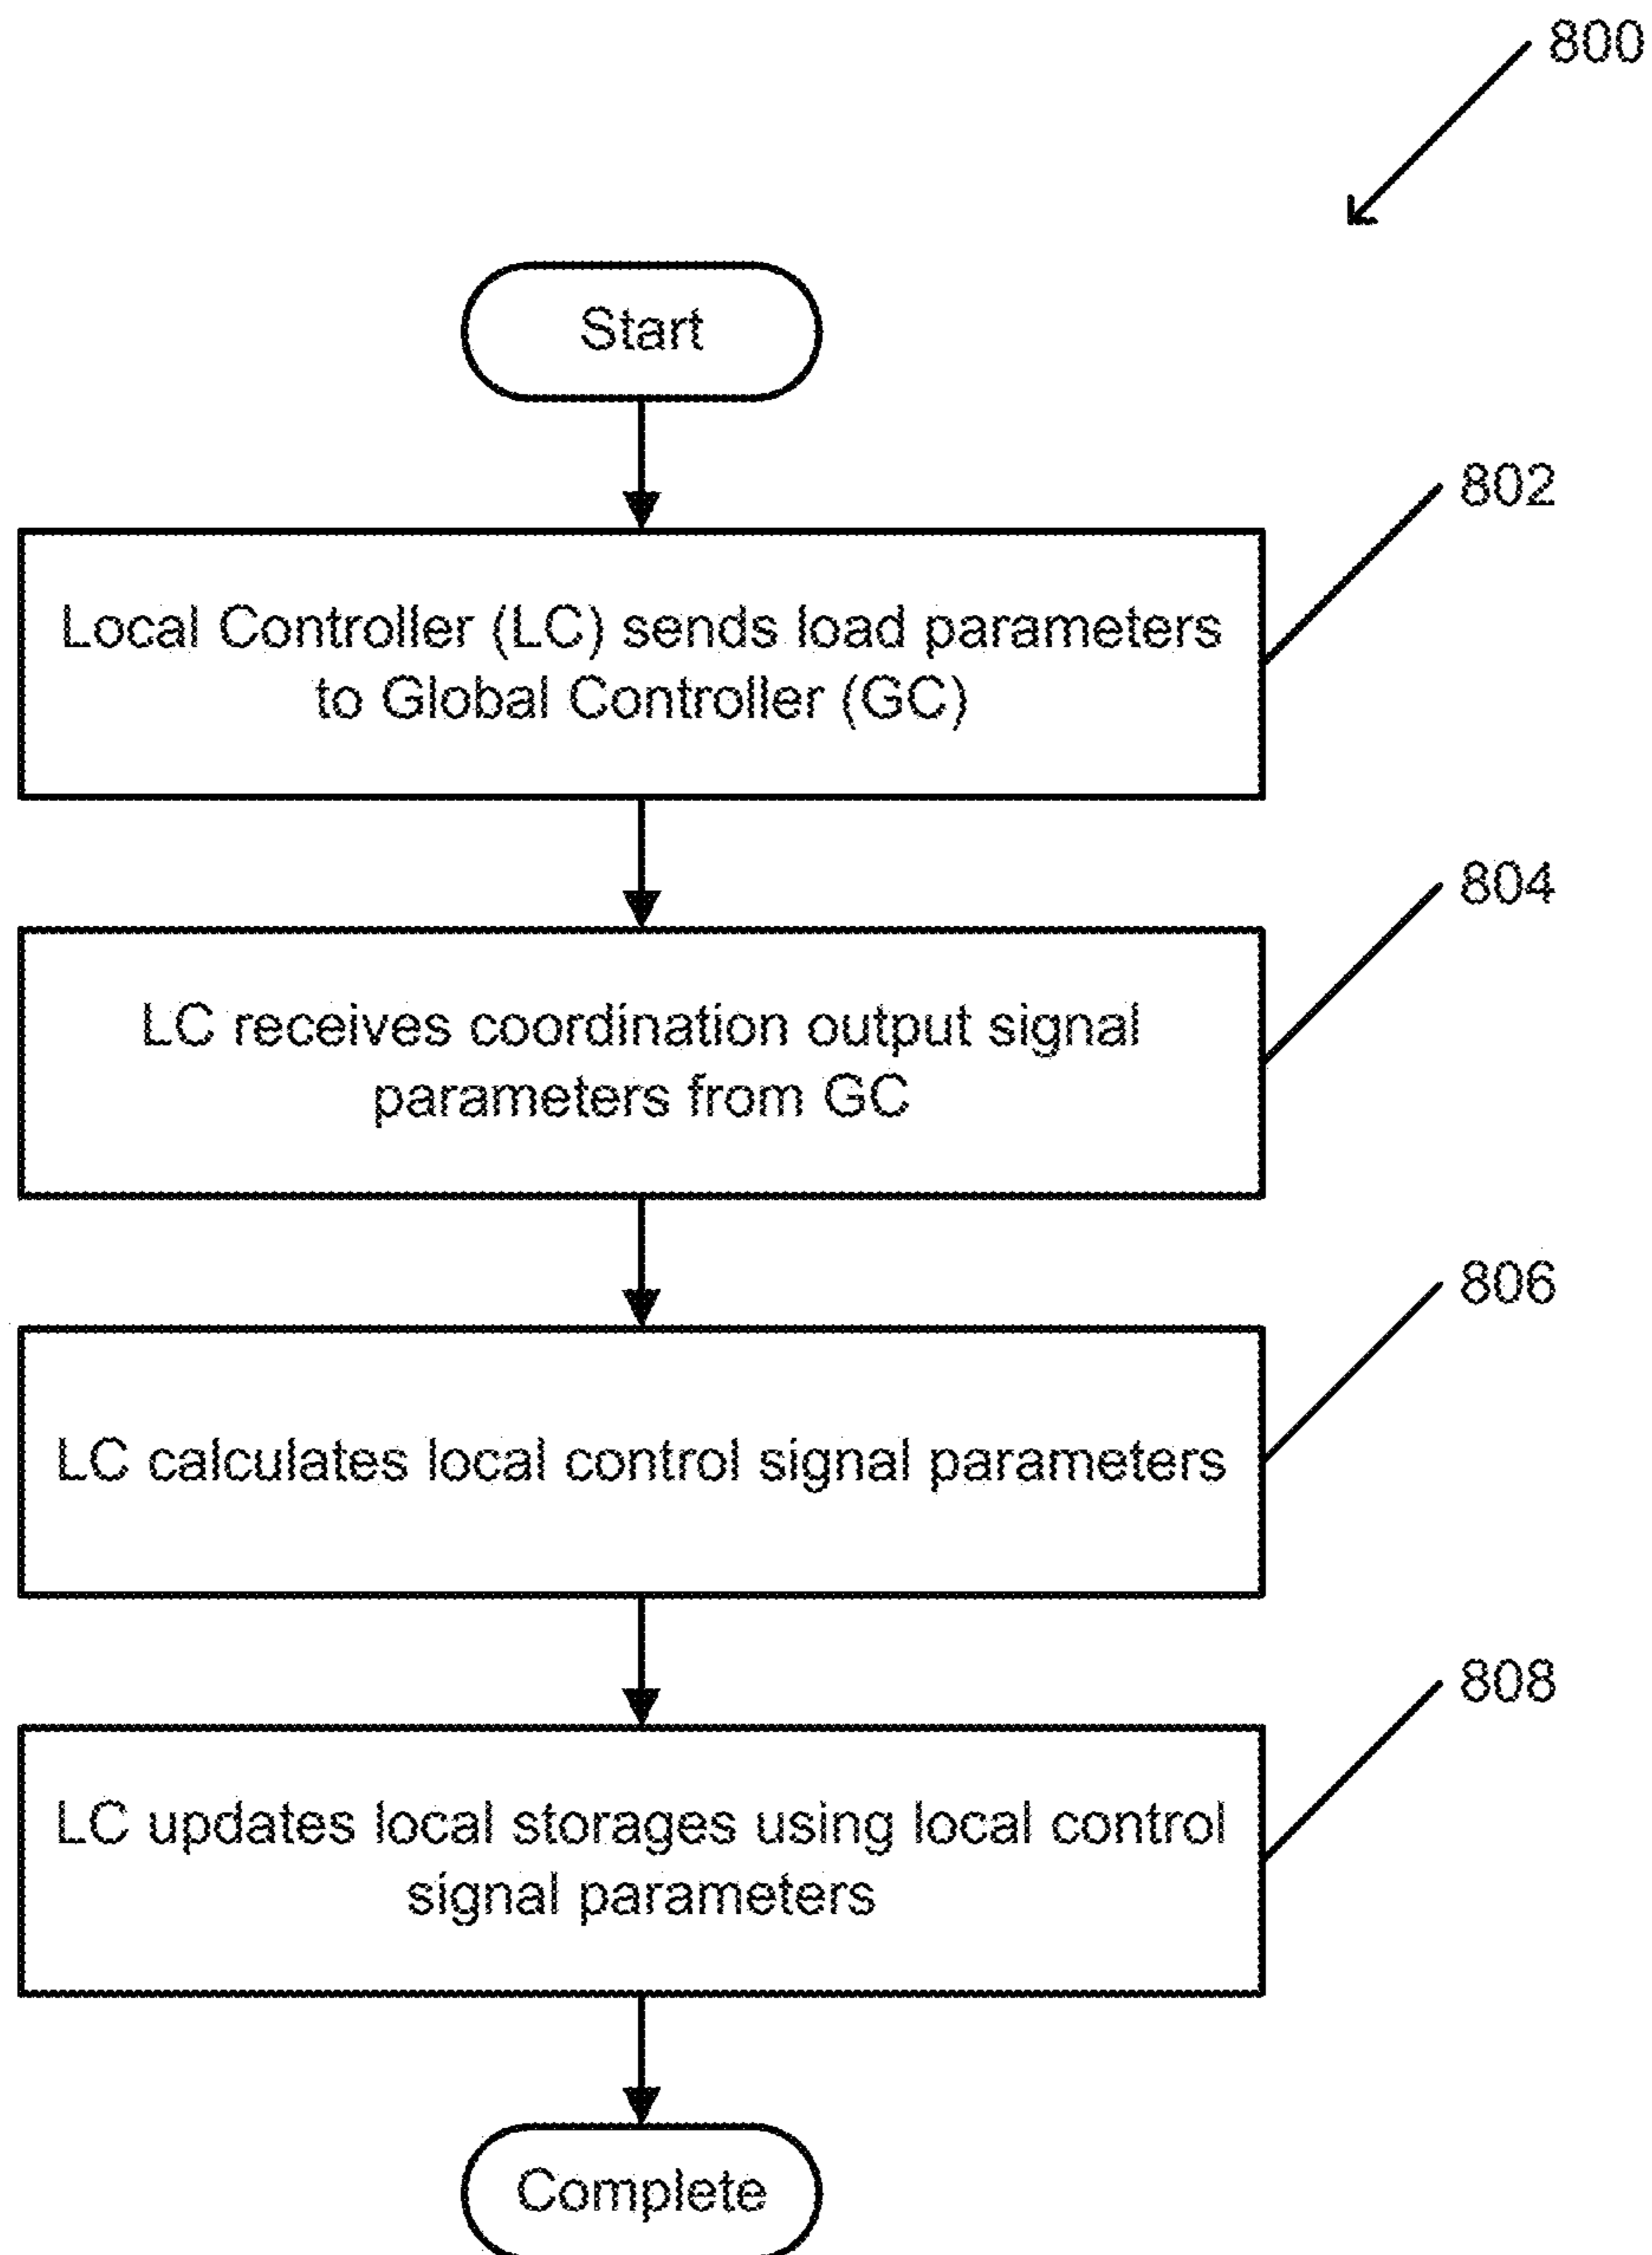 800
Start
802
Local Controller (LC) sends load parameters
to Global Controller (GC)
804
LC receives coordination output signal
parameters from GC
806
LC calculates local control signal parameters
808
LC updates local storages using local control
signal parameters
Complete